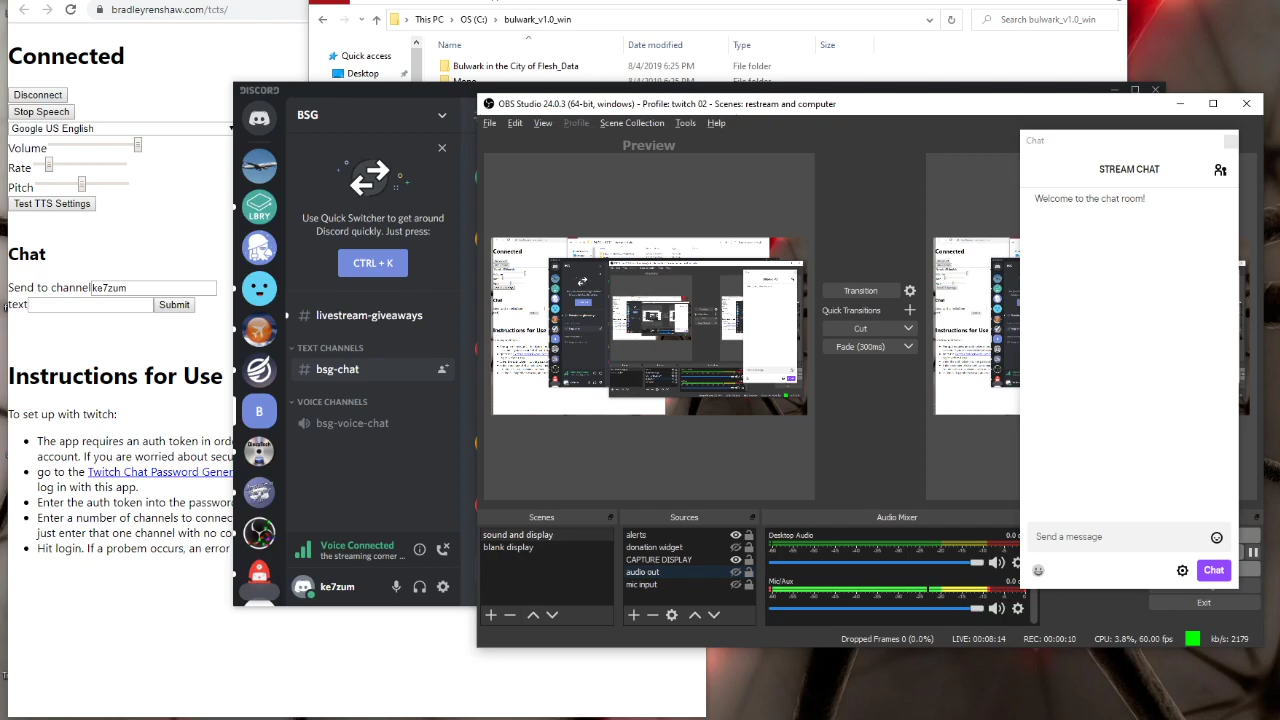 bradleyrenshaw.com/tcts/
Connected
Disconnect
Stop Speech
Google US English
Volume
Rate
Pitch
Test TTS Settings
Chat
Send to channel ke7zum
text Submit
Instructions for Use
To set up with twitch:
The app requires an auth token in
account. If you are worried about
go to the Twitch Chat Password
log in with this app.
Enter the auth token into the
Enter a number of channels to
just enter that one channel with no
Hit login. If a probem occurs, an error
This PC OS (C:) bulwark_v1.0_win
Search bulwark_v1.0_win
Name Date modified Type Size
Quick access
Desktop
Bulwark in the City of Flesh_Data 8/4/2019 6:25 PM File folder
DISCORD
BSG
LBRY
B
Use Quick Switcher to get around
Discord quickly. Just press:
CTRL + K
# livestream-giveaways
TEXT CHANNELS
# bsg-chat
VOICE CHANNELS
bsg-voice-chat
Voice Connected
the streaming corner ...
ke7zum
OBS Studio 24.0.3 (64-bit, windows) - Profile: twitch 02 - Scenes: restream and computer
File Edit View Profile Scene Collection Tools Help
Preview
Transition
Quick Transitions
Cut
Fade (300ms)
Scenes
sound and display
blank display
Sources
alerts
donation widget
CAPTURE DISPLAY
audio out
mic input
Audio Mixer
Desktop Audio 0.0
Mic/Aux 0.0
Exit
Dropped Frames 0 (0.0%) LIVE: 00:08:14 REC: 00:00:10 CPU: 3.8%, 60.00 fps kb/s: 2179
Chat
STREAM CHAT
Welcome to the chat room!
Send a message
Chat